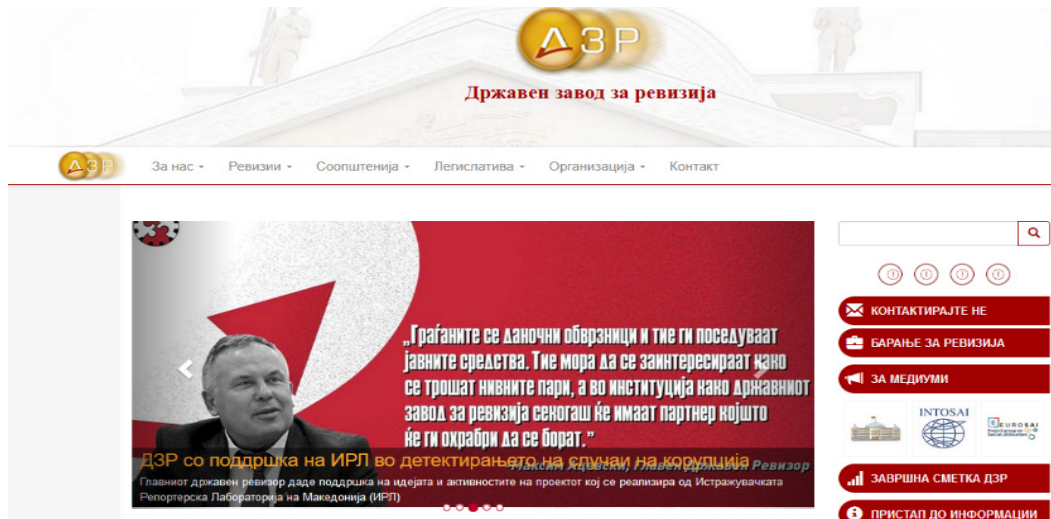 ДЗР
Државен завод за ревизија
ДЗР
За нас
Ревизии
Соопштенија
Легислатива
Организација
Контакт
„Граѓаните се даночни обврзници и тие ги поседуваат
јавните средства. Тие мора да се заинтересираат како
се трошат нивните пари, а во институција како државниот
завод за ревизија секогаш ќе имаат партнер којшто
ќе ги охрабри да се борат.”
Максим Ацевски, Главен Државен Ревизор
ДЗР со поддршка на ИРЛ во детектирањето на случаи на корупција
Главниот државен ревизор даде поддршка на идејата и активностите на проектот кој се реализира од Истражувачката
Репортерска Лабораторија на Македонија (ИРЛ)
КОНТАКТИРАЈТЕ НЕ
БАРАЊЕ ЗА РЕВИЗИЈА
ЗА МЕДИУМИ
INTOSAI
EUROSAI
ЗАВРШНА СМЕТКА ДЗР
ПРИСТАП ДО ИНФОРМАЦИИ